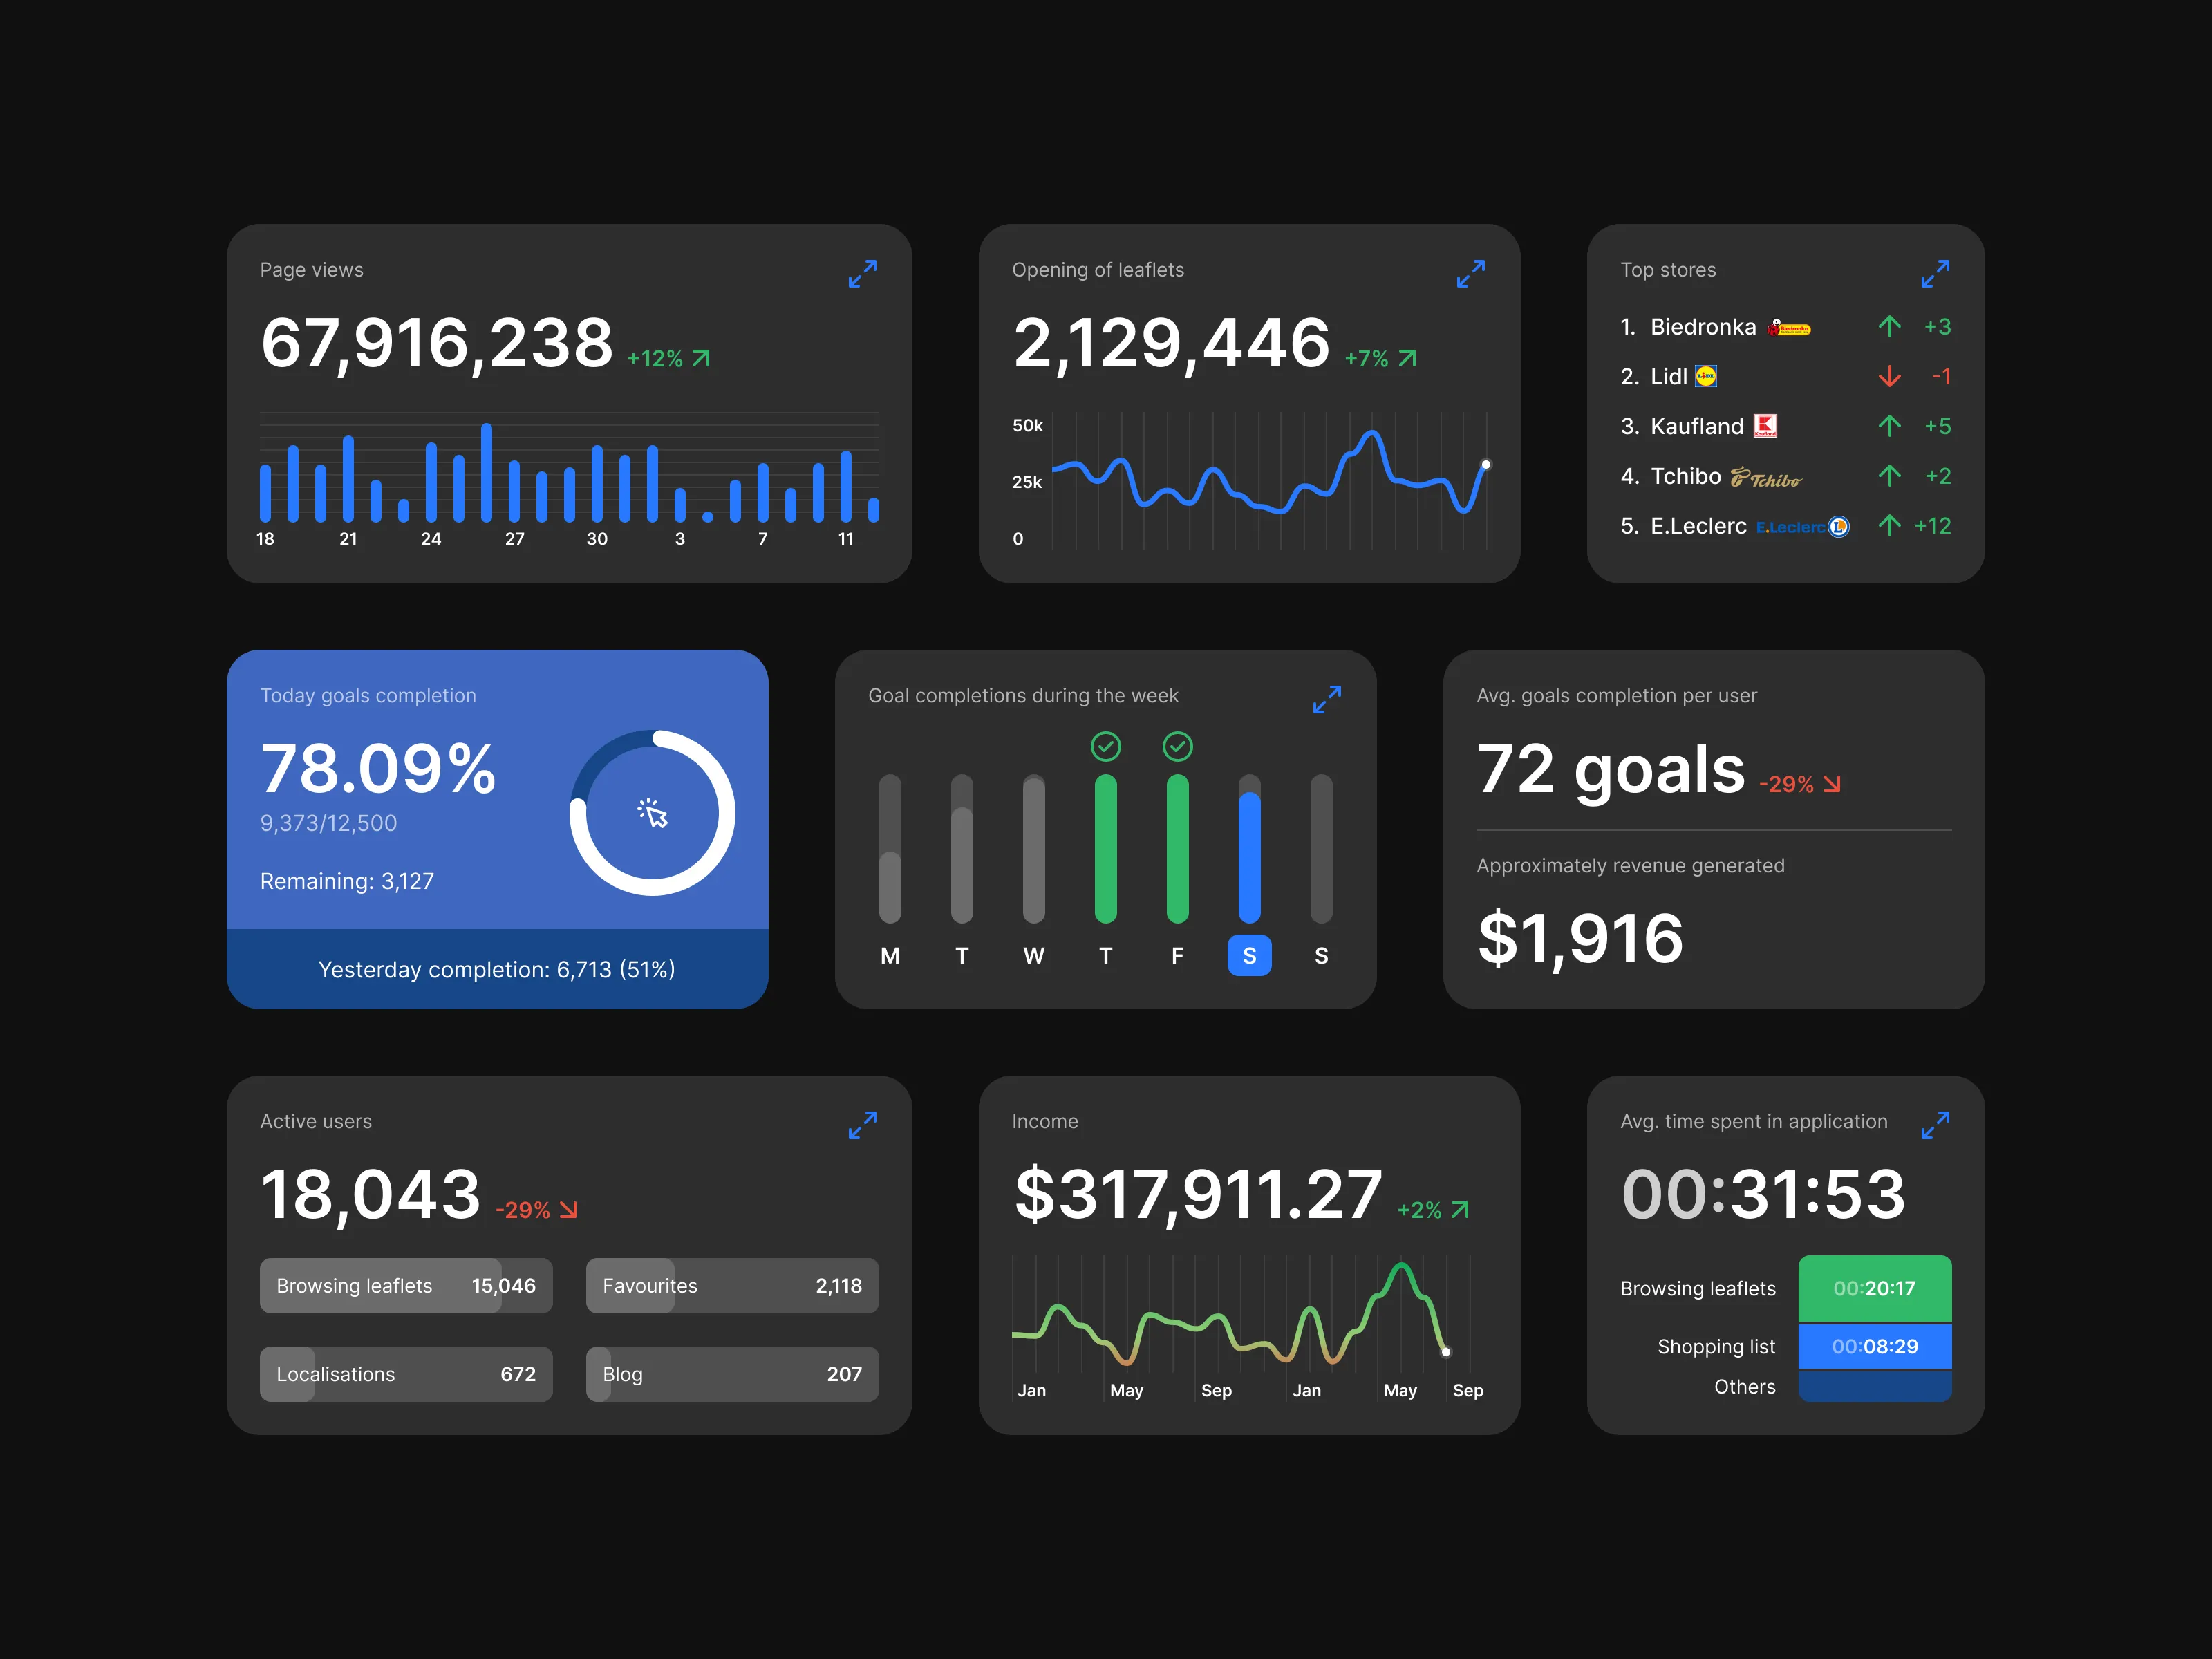 Page views
67,916,238 +12%
18 21 24 27 30 3 7 11
Opening of leaflets
2,129,446 +7%
50k
25k
0
Top stores
1. Biedronka Biedronka +3
2. Lidl LIDL -1
3. Kaufland Kaufland +5
4. Tchibo Tchibo +2
5. E.Leclerc E.Leclerc L +12
Today goals completion
78.09%
9,373/12,500
Remaining: 3,127
Yesterday completion: 6,713 (51%)
Goal completions during the week
M T W T F S S
Avg. goals completion per user
72 goals -29%
Approximately revenue generated
$1,916
Active users
18,043 -29%
Browsing leaflets 15,046
Favourites 2,118
Localisations 672
Blog 207
Income
$317,911.27 +2%
Jan May Sep Jan May Sep
Avg. time spent in application
00:31:53
Browsing leaflets 00:20:17
Shopping list 00:08:29
Others